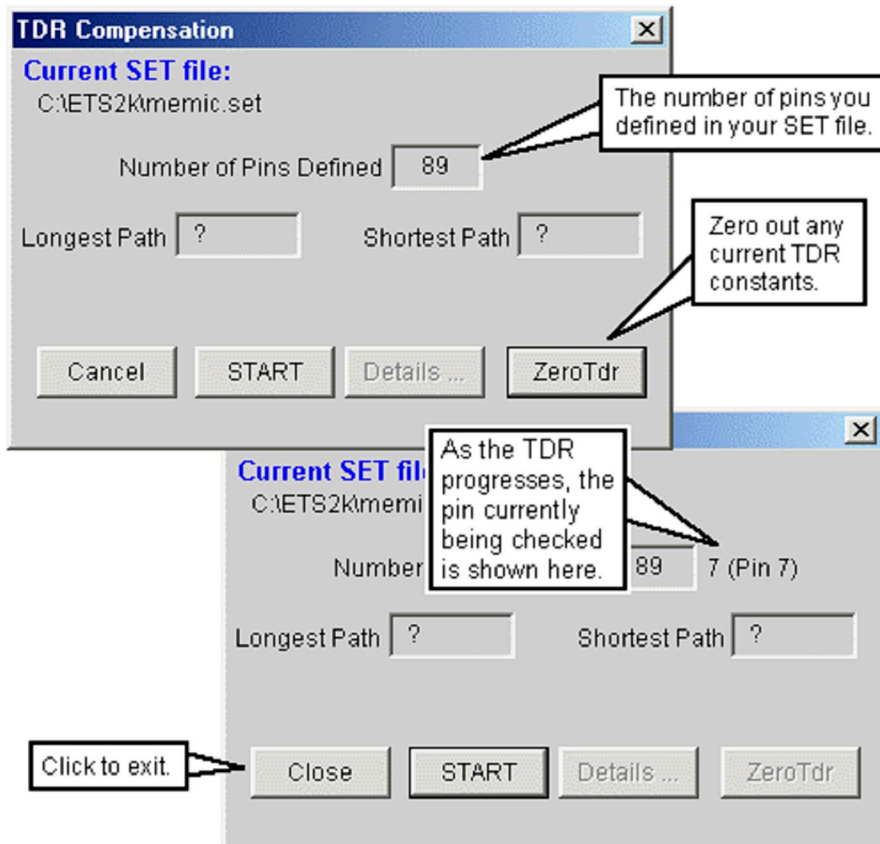 TDR Compensation
Current SET file:
C:\ETS2k\memic.set
The number of pins you
defined in your SET file.
Number of Pins Defined 89
Longest Path ? Shortest Path ?
Zero out any
current TDR
constants.
Cancel START Details ... ZeroTdr
As the TDR
progresses, the
pin currently
being checked
is shown here.
Current SET fil
C:\ETS2k\memi
Number 89 7 (Pin 7)
Longest Path ? Shortest Path ?
Click to exit.
Close START Details ... ZeroTdr